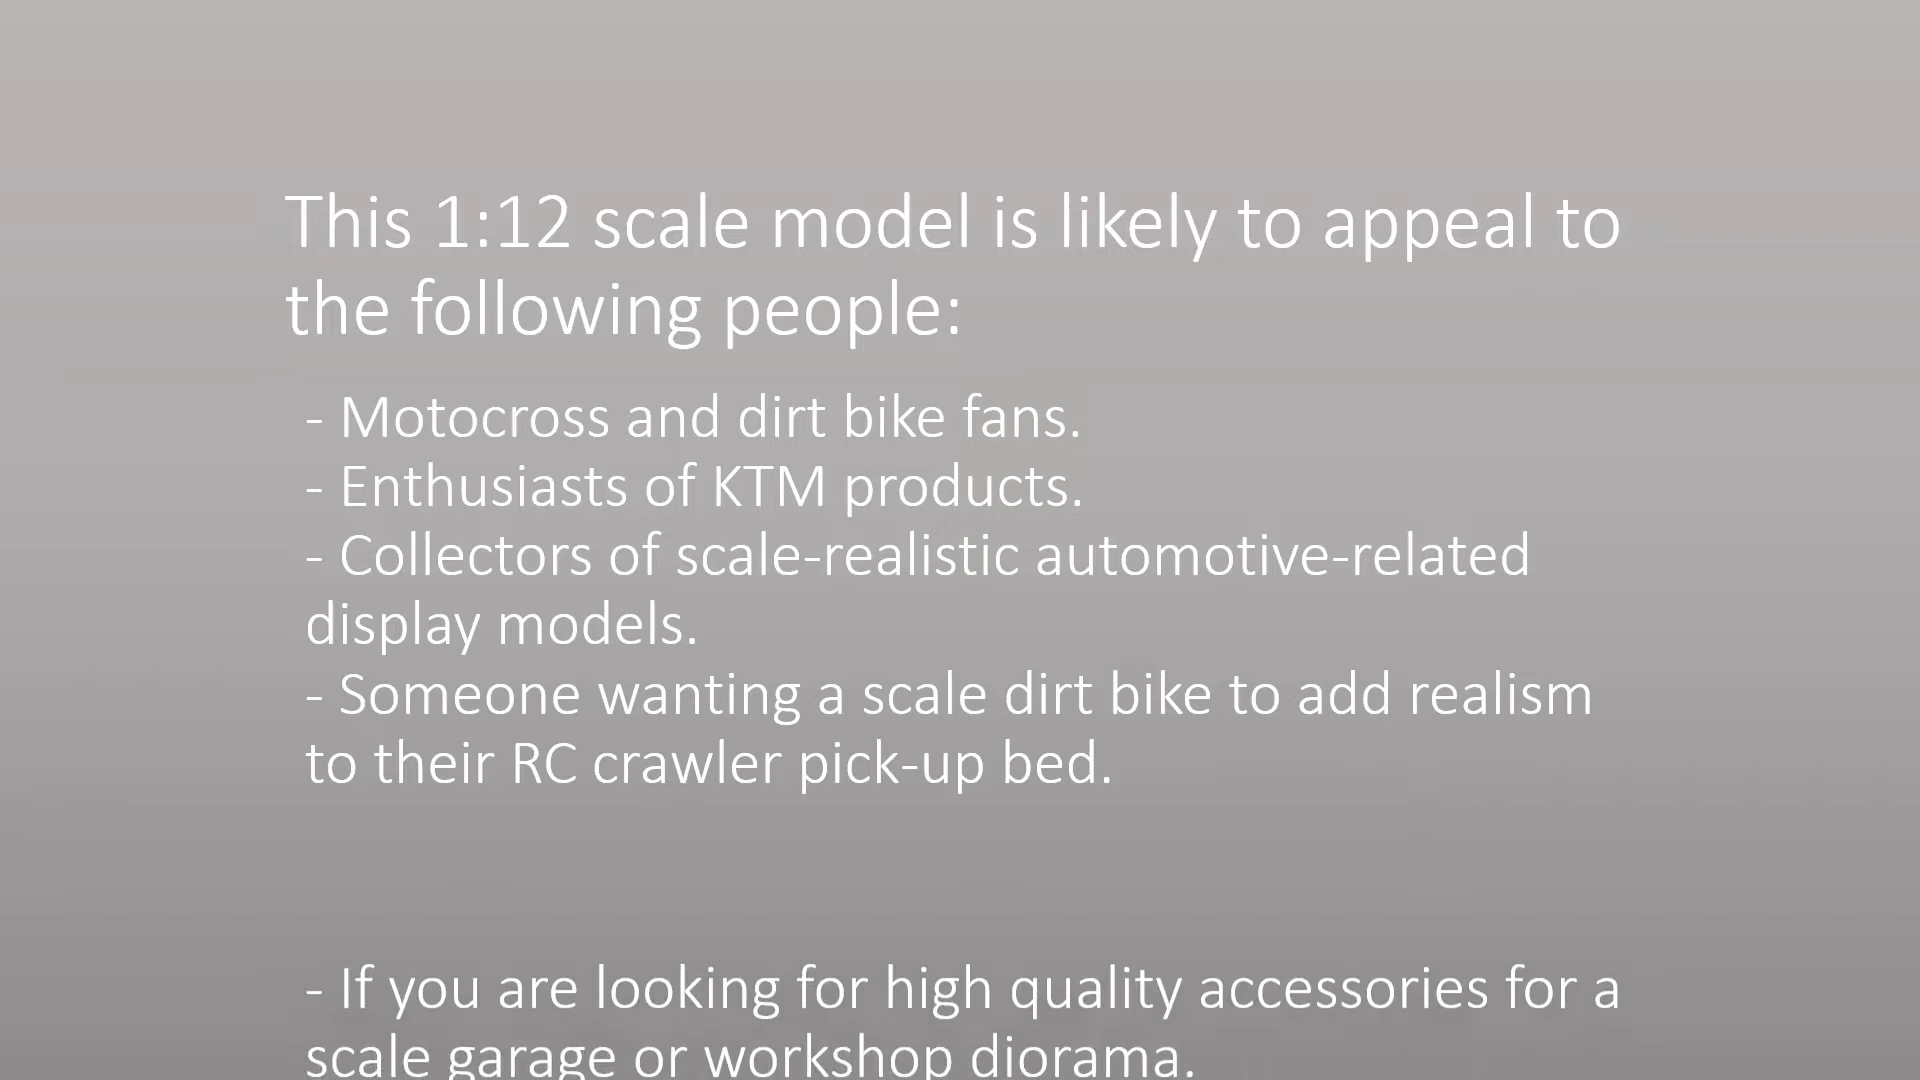 This 1:12 scale model is likely to appeal to
the following people:
- Motocross and dirt bike fans.
- Enthusiasts of KTM products.
- Collectors of scale-realistic automotive-related
display models.
- Someone wanting a scale dirt bike to add realism
to their RC crawler pick-up bed.
- If you are looking for high quality accessories for a
scale garage or workshop diorama.